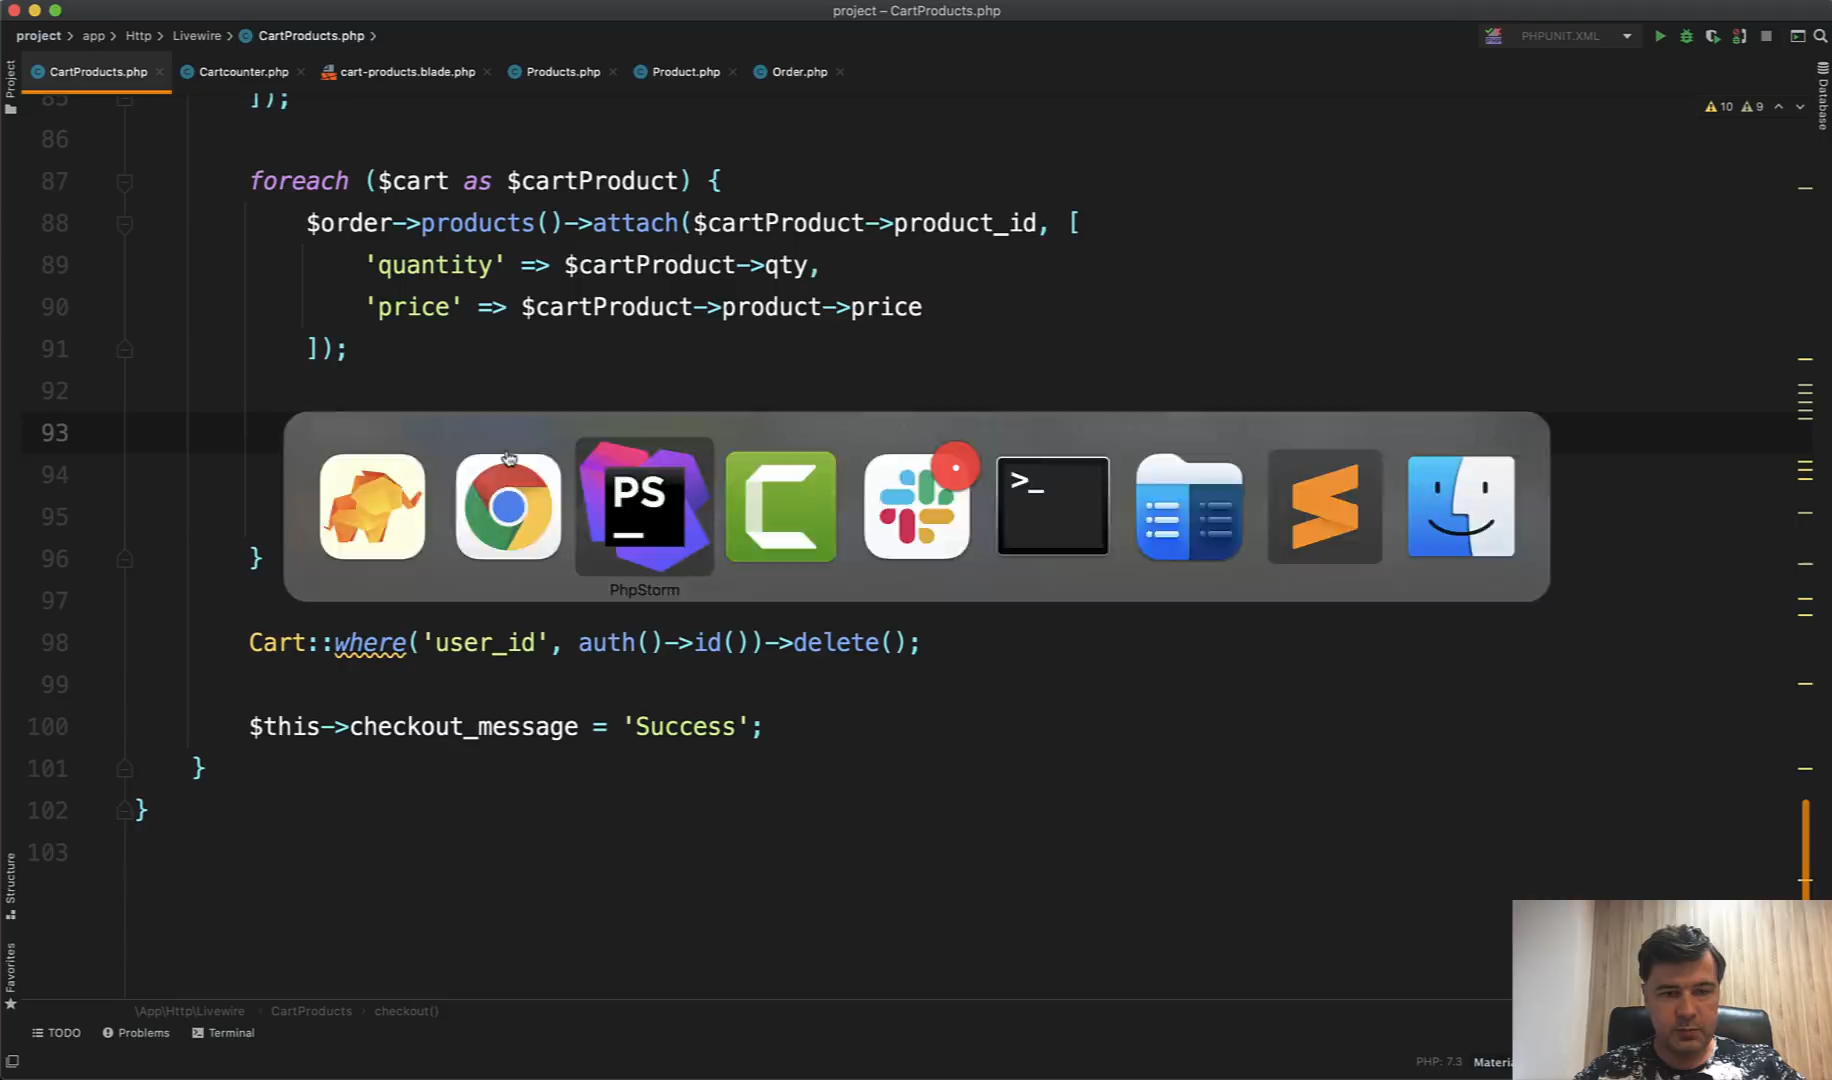 project – CartProducts.php
project app Http Livewire CartProducts.php
PHPUNIT.XML
CartProducts.php Cartcounter.php cart-products.blade.php Products.php Product.php Order.php
Project
Database
10 9
85 ]);
86
87 foreach ($cart as $cartProduct) {
88 $order->products()->attach($cartProduct->product_id, [
89 'quantity' => $cartProduct->qty,
90 'price' => $cartProduct->product->price
91 ]);
92
93
94
95
96 }
PS
>_
PhpStorm
97
98 Cart::where('user_id', auth()->id())->delete();
99
100 $this->checkout_message = 'Success';
101 }
102 }
103
Structure
Favorites
\App\Http\Livewire CartProducts checkout()
TODO Problems Terminal
PHP: 7.3